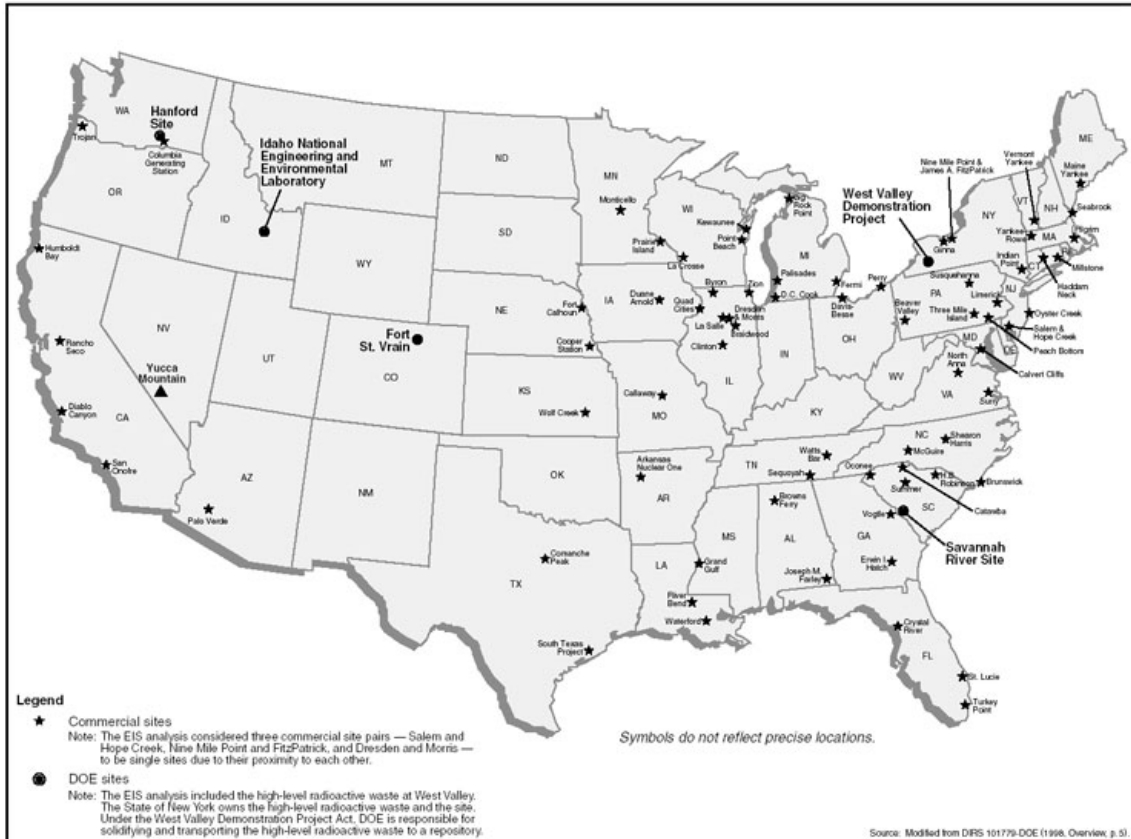 WA
Hanford
Site
Trojan
Columbia
Generating
Station
OR
Idaho National
Engineering and
Environmental
Laboratory
ID
MT
ND
SD
WY
NE
Humboldt
Bay
NV
UT
CA
Rancho
Seco
Yucca
Mountain
Diablo
Canyon
San
Onofre
AZ
Palo Verde
NM
CO
Fort
St. Vrain
KS
Wolf Creek
OK
TX
Comanche
Peak
South Texas
Project
MN
Monticello
Prairie
Island
WI
Kewaunee
Point
Beach
La Crosse
Big
Rock
Point
MI
Palisades
D.C. Cook
Fermi
Davis-
Besse
Perry
IA
Duane
Arnold
Fort
Calhoun
Cooper
Station
Quad
Cities
Byron
Zion
Dresden
& Morris
La Salle
Braidwood
Clinton
IL
IN
OH
MO
Callaway
KY
WV
VA
North
Anna
Surry
TN
Watts
Bar
Sequoyah
AR
Arkansas
Nuclear One
LA
River
Bend
Waterford
MS
Grand
Gulf
AL
Browns
Ferry
Joseph M.
Farley
GA
Vogtle
Erwin I.
Hatch
FL
Crystal
River
St. Lucie
Turkey
Point
NC
Shearon
Harris
McGuire
Oconee
Summer
H.B.
Robinson
Brunswick
Catawba
SC
Savannah
River Site
West Valley
Demonstration
Project
Nine Mile Point &
James A. FitzPatrick
Ginna
NY
Vermont
Yankee
VT
NH
ME
Maine
Yankee
Seabrook
Yankee
Rowe
MA
Pilgrim
RI
CT
Millstone
Haddam
Neck
Indian
Point
Susquehanna
PA
Beaver
Valley
Limerick
Three Mile
Island
NJ
Oyster Creek
Salem &
Hope Creek
Peach Bottom
MD
DE
Calvert Cliffs
Legend
Commercial sites
Note: The EIS analysis considered three commercial site pairs — Salem and
Hope Creek, Nine Mile Point and FitzPatrick, and Dresden and Morris —
to be single sites due to their proximity to each other.
DOE sites
Note: The EIS analysis included the high-level radioactive waste at West Valley.
The State of New York owns the high-level radioactive waste and the site.
Under the West Valley Demonstration Project Act, DOE is responsible for
solidifying and transporting the high-level radioactive waste to a repository.
Symbols do not reflect precise locations.
Source: Modified from DIRS 101779-DOE (1998, Overview, p. 5).